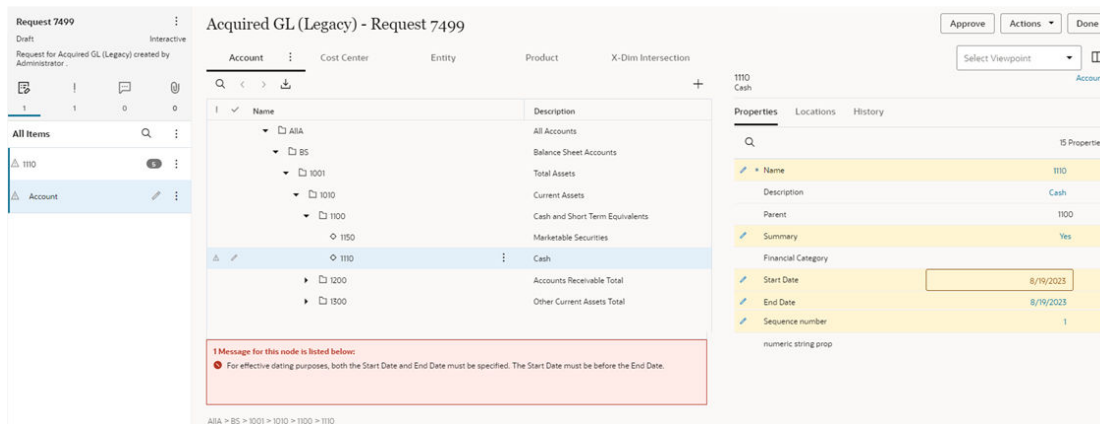 Request 7499
Draft Interactive
Request for Acquired GL (Legacy) created by
Administrator .
1 1 0 0
All Items
1110 5
Account
Acquired GL (Legacy) - Request 7499
Approve Actions Done
Account Cost Center Entity Product X-Dim Intersection
Select Viewpoint
Name Description
AllA All Accounts
BS Balance Sheet Accounts
1001 Total Assets
1010 Current Assets
1100 Cash and Short Term Equivalents
1150 Marketable Securities
1110 Cash
1200 Accounts Receivable Total
1300 Other Current Assets Total
1 Message for this node is listed below:
For effective dating purposes, both the Start Date and End Date must be specified. The Start Date must be before the End Date.
AllA > BS > 1001 > 1010 > 1100 > 1110
1110 Accoun
Cash
Properties Locations History
15 Propertie
* Name 1110
Description Cash
Parent 1100
Summary Yes
Financial Category
Start Date 8/19/2023
End Date 8/19/2023
Sequence number 1
numeric string prop